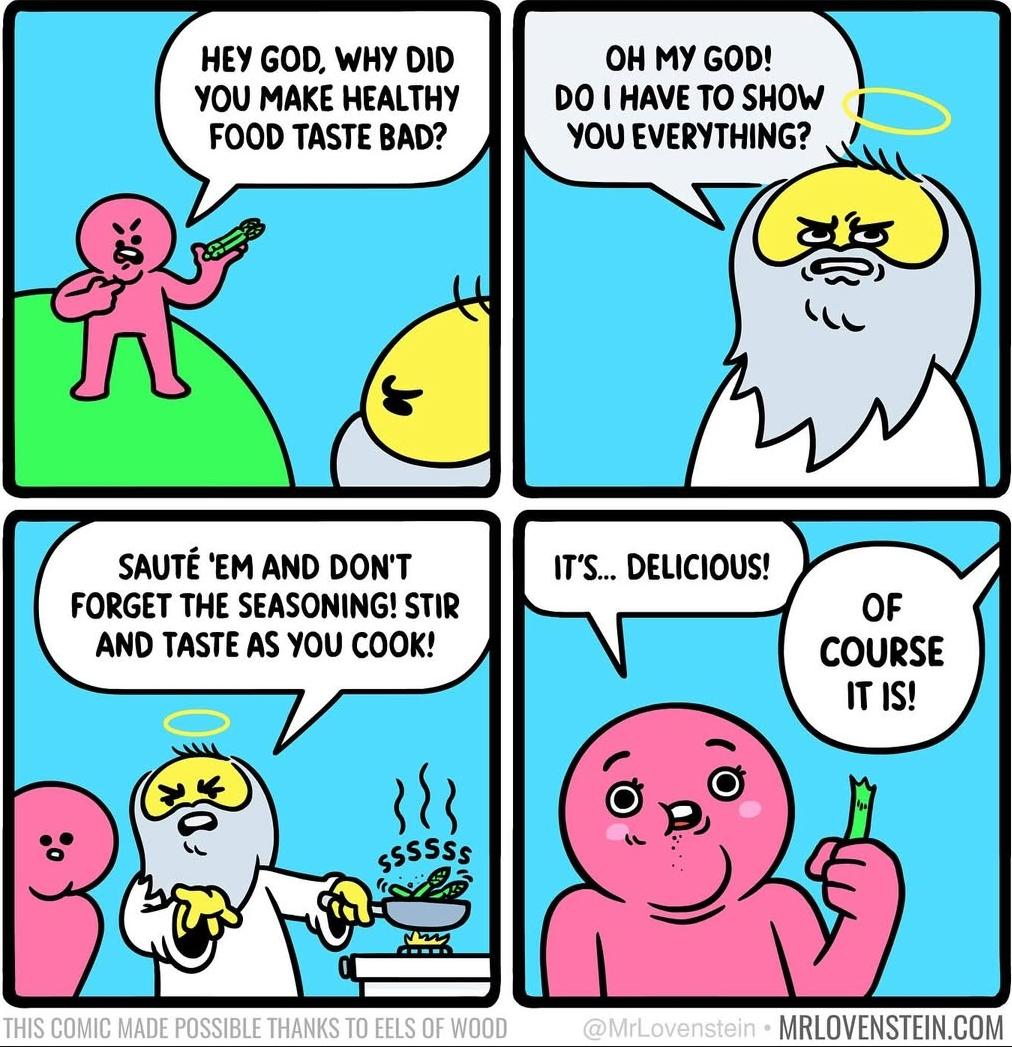 HEY GOD, WHY DID
YOU MAKE HEALTHY
FOOD TASTE BAD?
OH MY GOD!
DO I HAVE TO SHOW
YOU EVERYTHING?
SAUTÉ 'EM AND DON'T
FORGET THE SEASONING! STIR
AND TASTE AS YOU COOK!
SSSSSS
IT'S... DELICIOUS!
OF
COURSE
IT IS!
THIS COMIC MADE POSSIBLE THANKS TO EELS OF WOOD
@MrLovenstein • MRLOVENSTEIN.COM